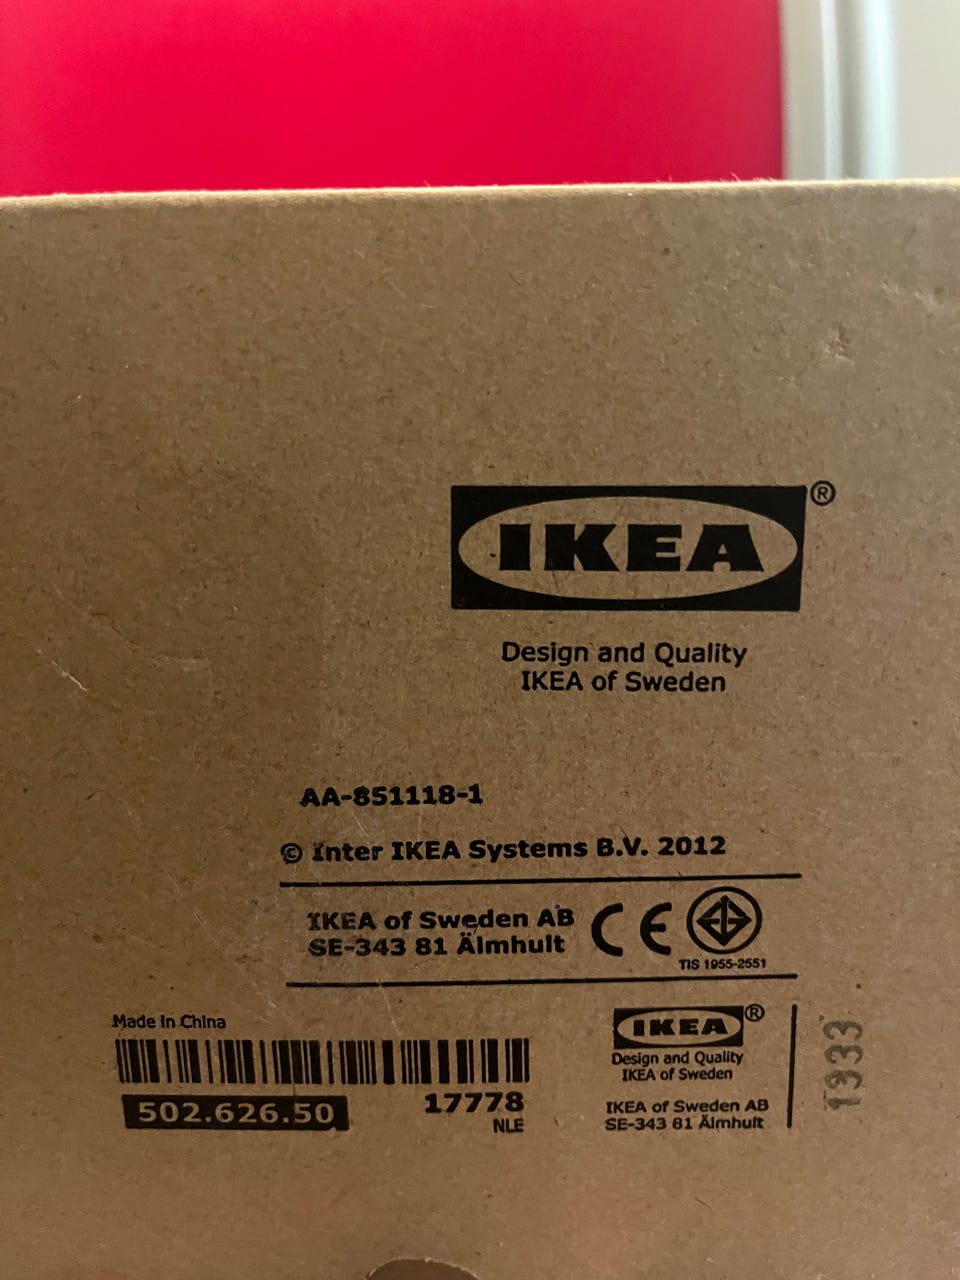 IKEA®
Design and Quality
IKEA of Sweden
AA-851118-1
© Inter IKEA Systems B.V. 2012
IKEA of Sweden AB
SE-343 81 Älmhult
CE
TIS 1955-2551
Made in China
502.626.50
17778
NLE
IKEA®
Design and Quality
IKEA of Sweden
IKEA of Sweden AB
SE-343 81 Älmhult
1933